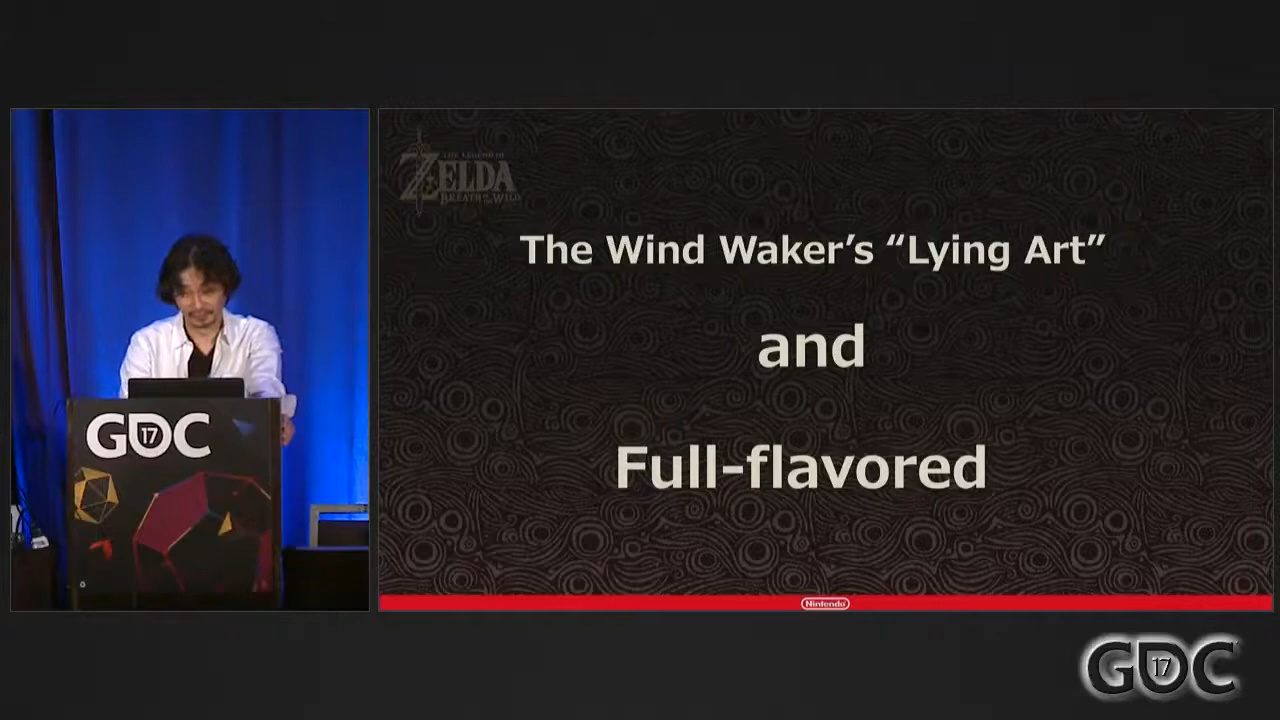 THE LEGEND OF
ZELDA
BREATH OF THE WILD
The Wind Waker’s “Lying Art”
and
Full-flavored
GDC
17
Nintendo
GDC
17